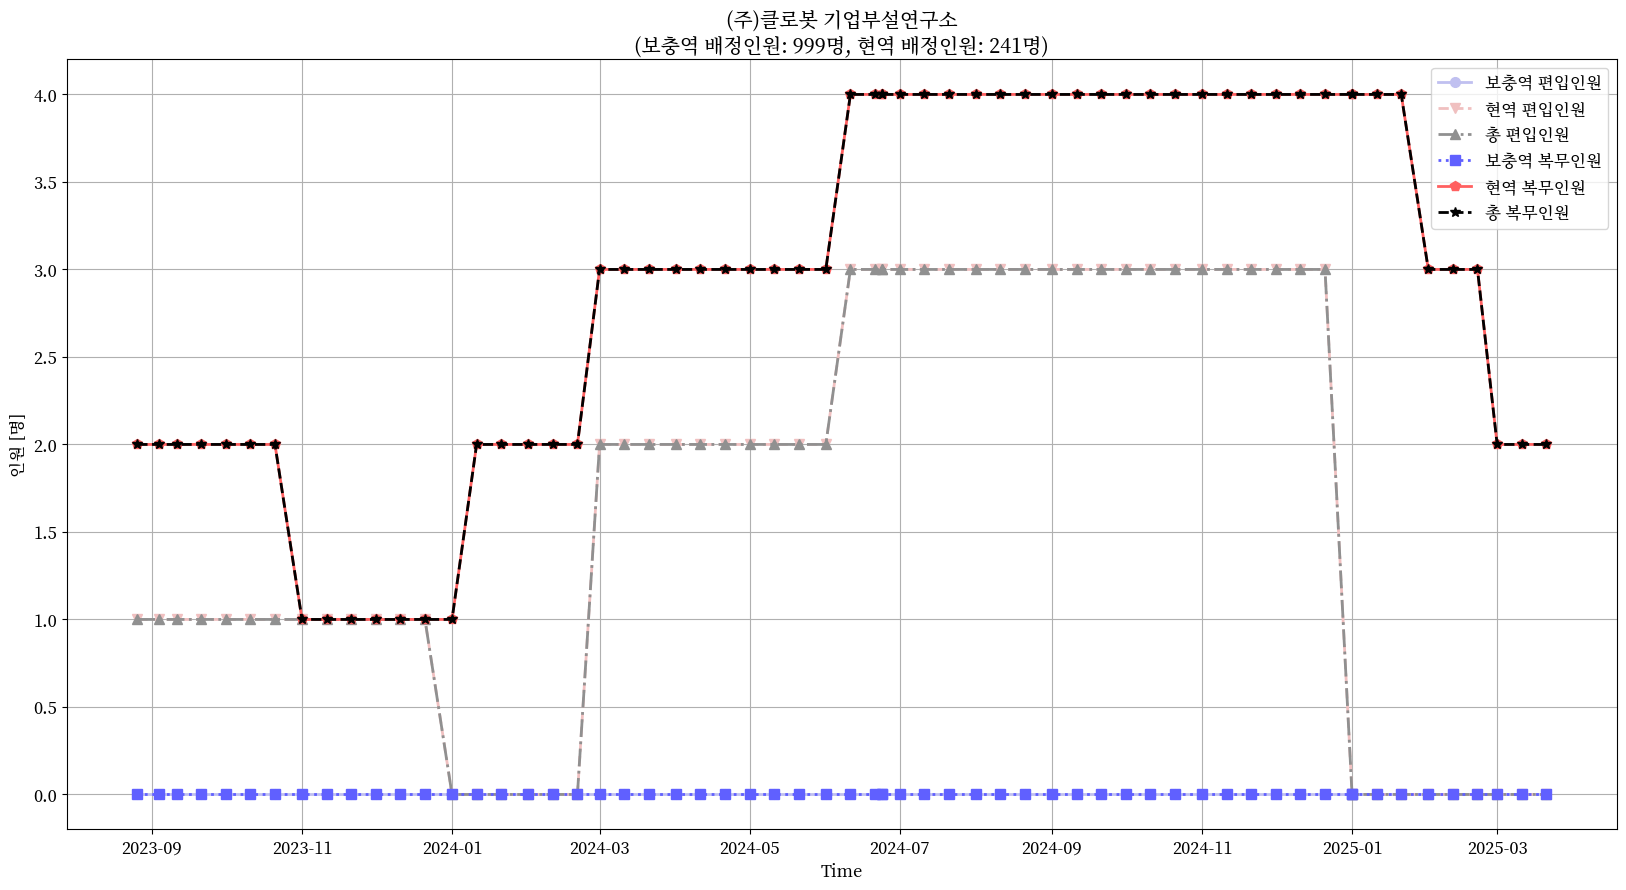 (주)클로봇 기업부설연구소
(보충역 배정인원: 999명, 현역 배정인원: 241명)
보충역 편입인원
현역 편입인원
총 편입인원
보충역 복무인원
현역 복무인원
총 복무인원
4.0
3.5
3.0
2.5
2.0
1.5
1.0
0.5
0.0
인원 [명]
2023-09 2023-11 2024-01 2024-03 2024-05 2024-07 2024-09 2024-11 2025-01 2025-03
Time